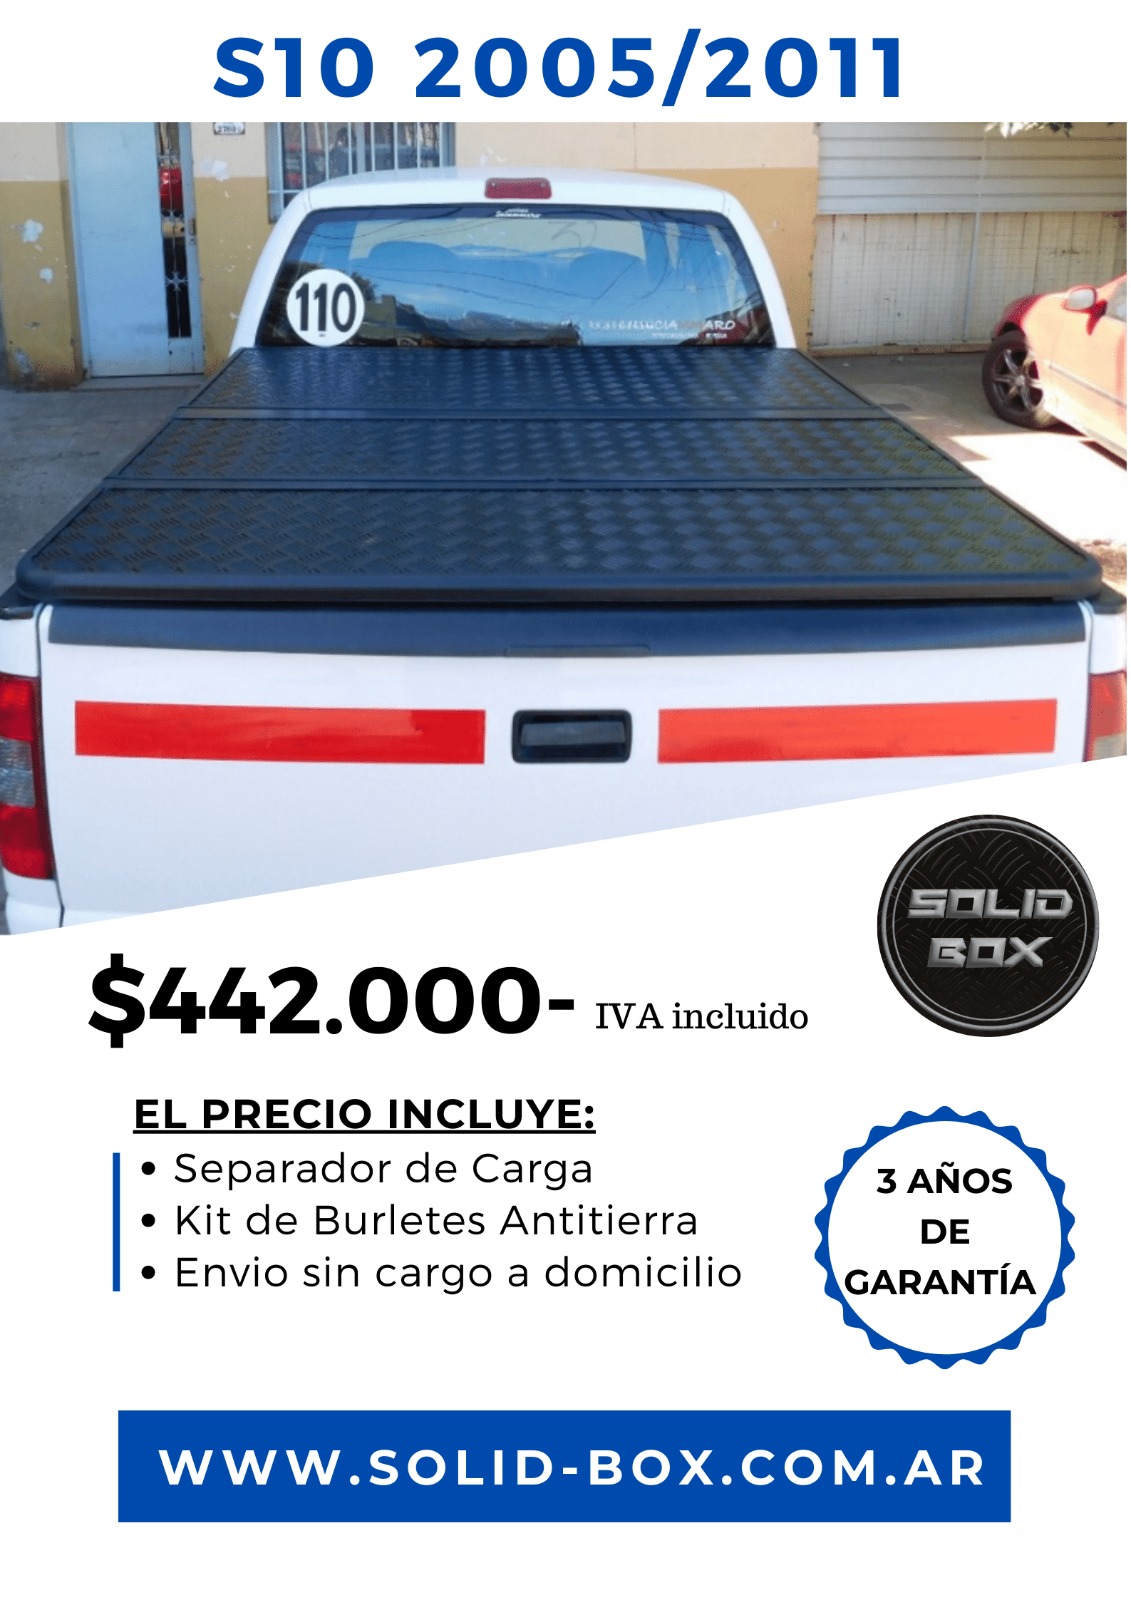 S10 2005/2011
110
SOLID
BOX
$442.000- IVA incluido
EL PRECIO INCLUYE:
• Separador de Carga
• Kit de Burletes Antitierra
• Envio sin cargo a domicilio
3 AÑOS
DE
GARANTÍA
WWW.SOLID-BOX.COM.AR